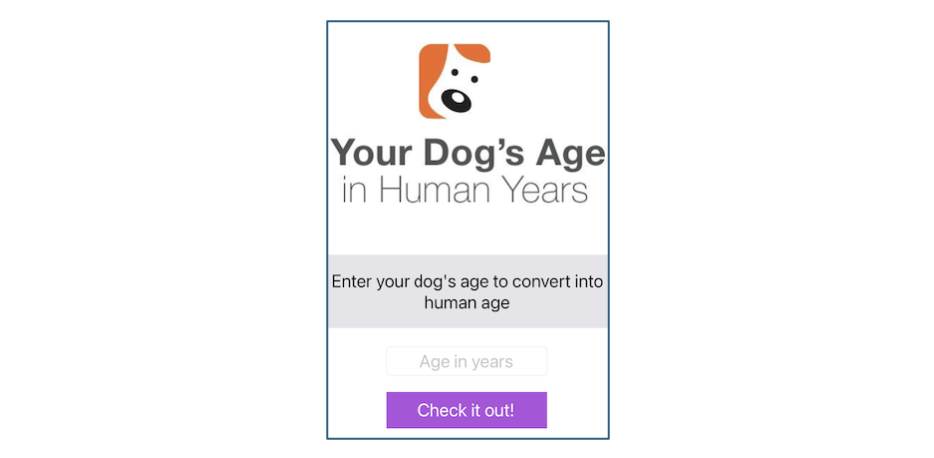 Your Dog’s Age
in Human Years
Enter your dog's age to convert into
human age
Age in years
Check it out!